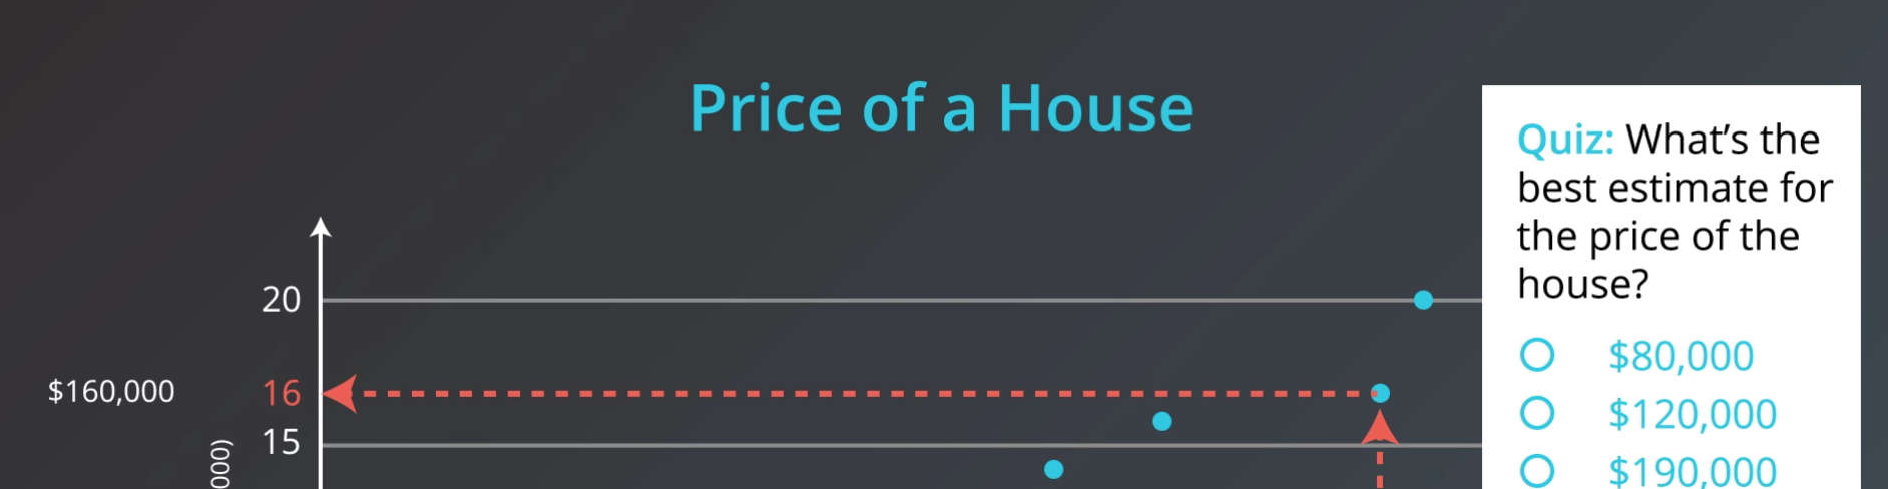 Price of a House
Quiz: What's the
best estimate for
the price of the
house?
$80,000
$120,000
$190,000
20
$160,000
16
15
000)